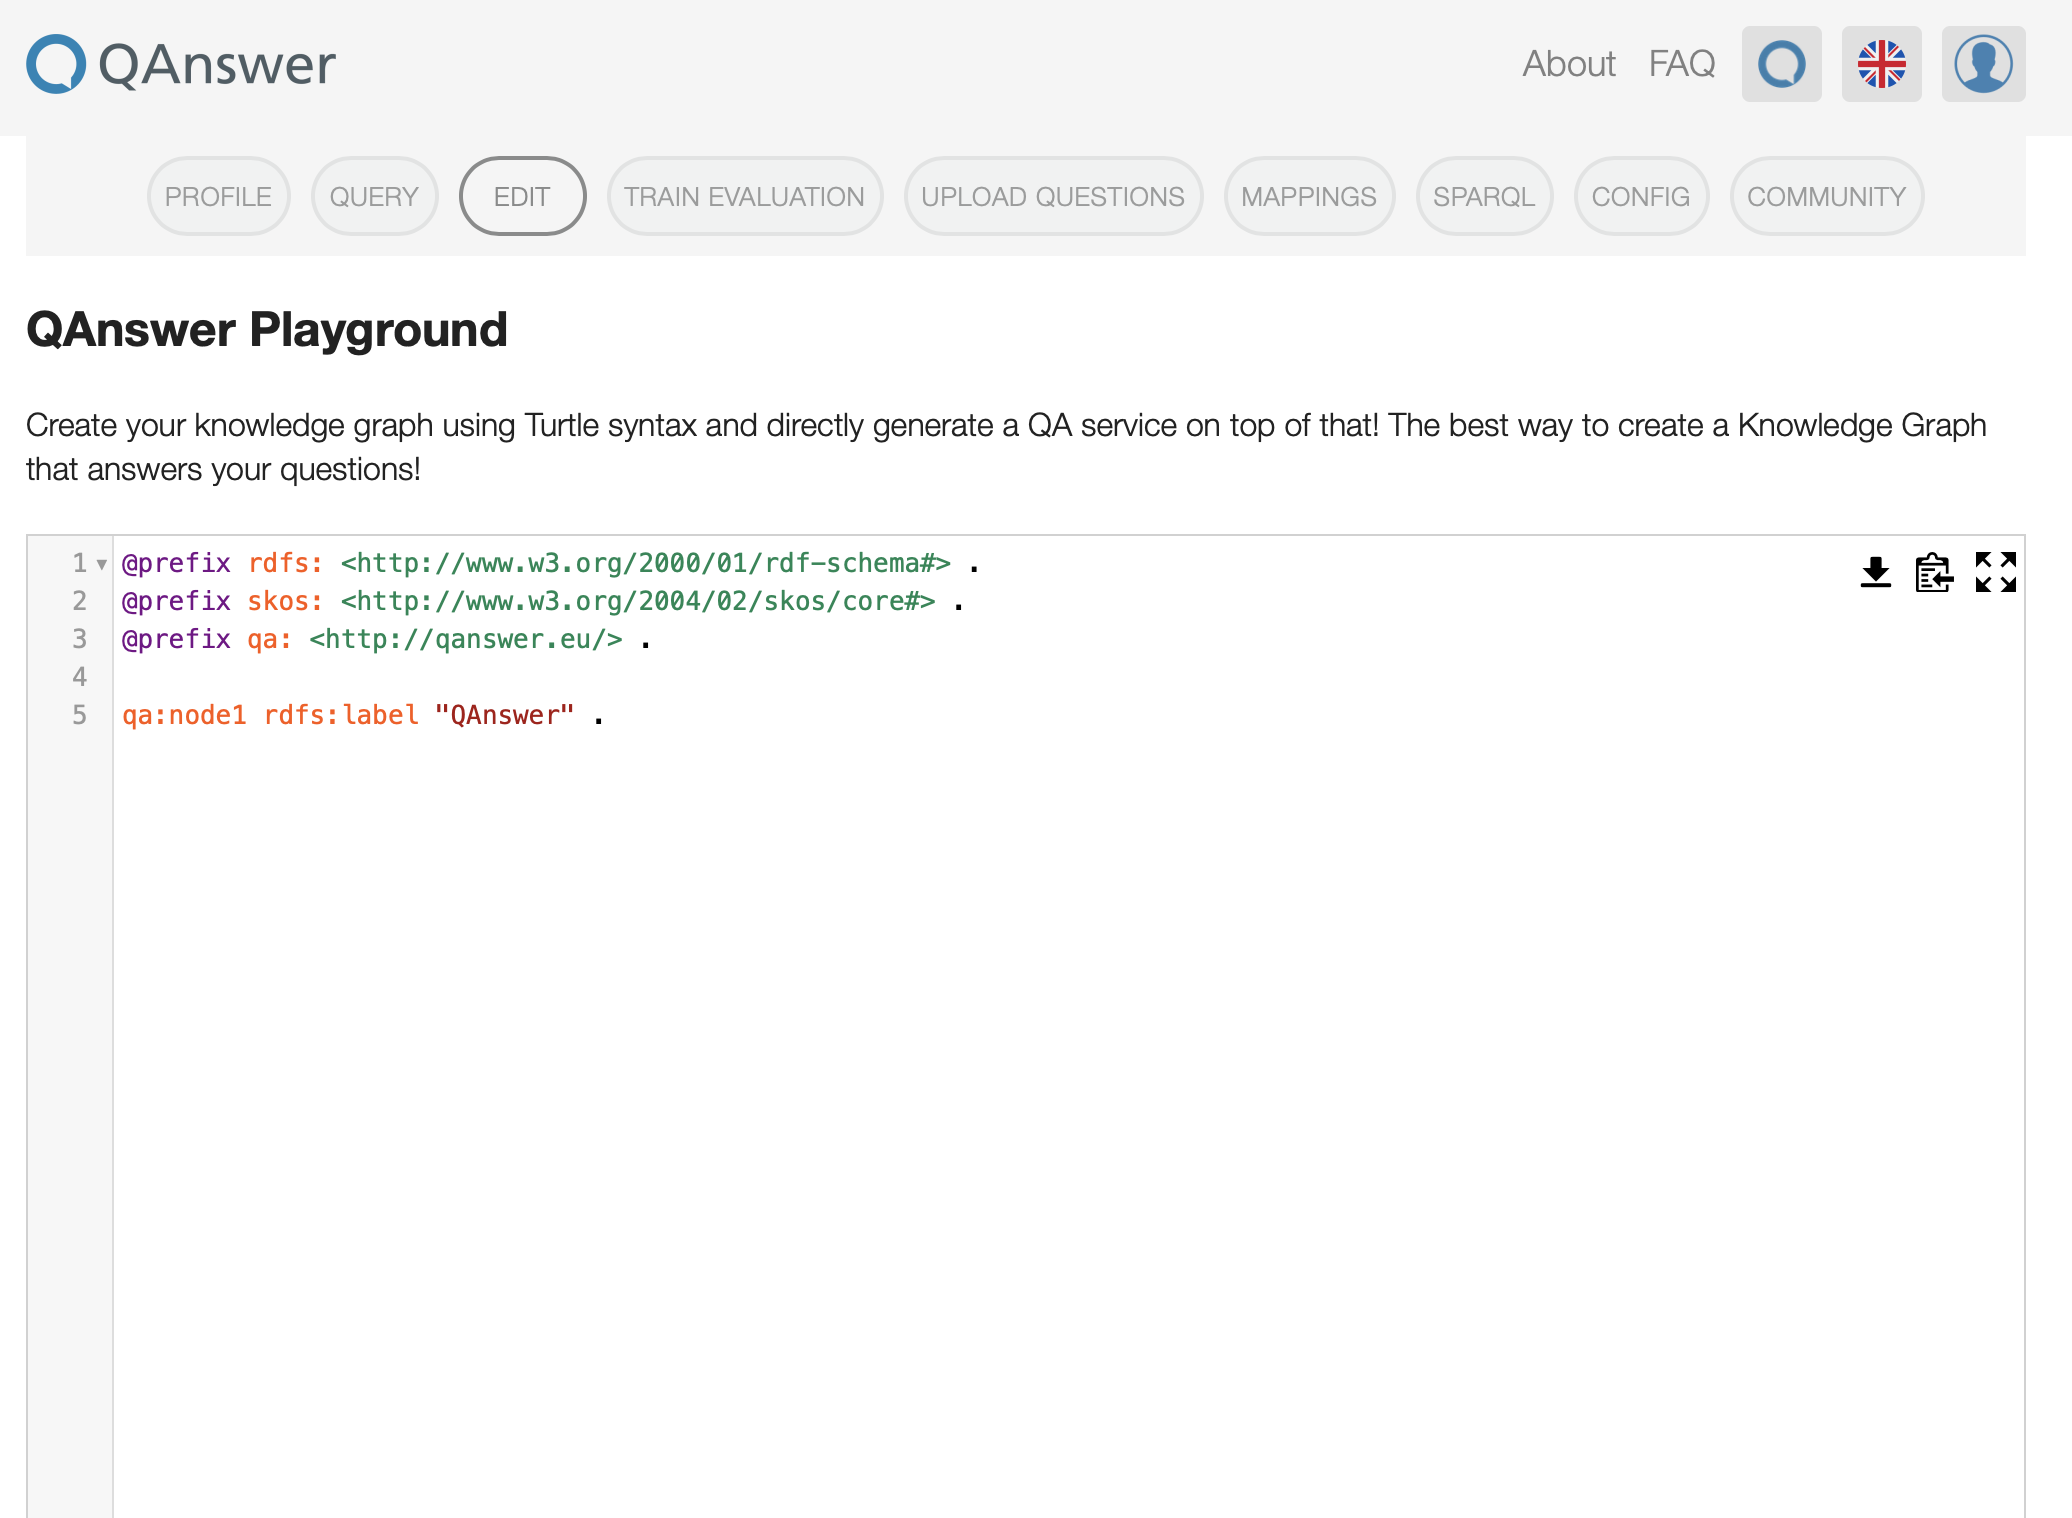 QAnswer
About FAQ
PROFILE QUERY EDIT TRAIN EVALUATION UPLOAD QUESTIONS MAPPINGS SPARQL CONFIG COMMUNITY
QAnswer Playground
Create your knowledge graph using Turtle syntax and directly generate a QA service on top of that! The best way to create a Knowledge Graph
that answers your questions!
1 @prefix rdfs: <http://www.w3.org/2000/01/rdf-schema#> .
2 @prefix skos: <http://www.w3.org/2004/02/skos/core#> .
3 @prefix qa: <http://qanswer.eu/> .
4
5 qa:node1 rdfs:label "QAnswer" .